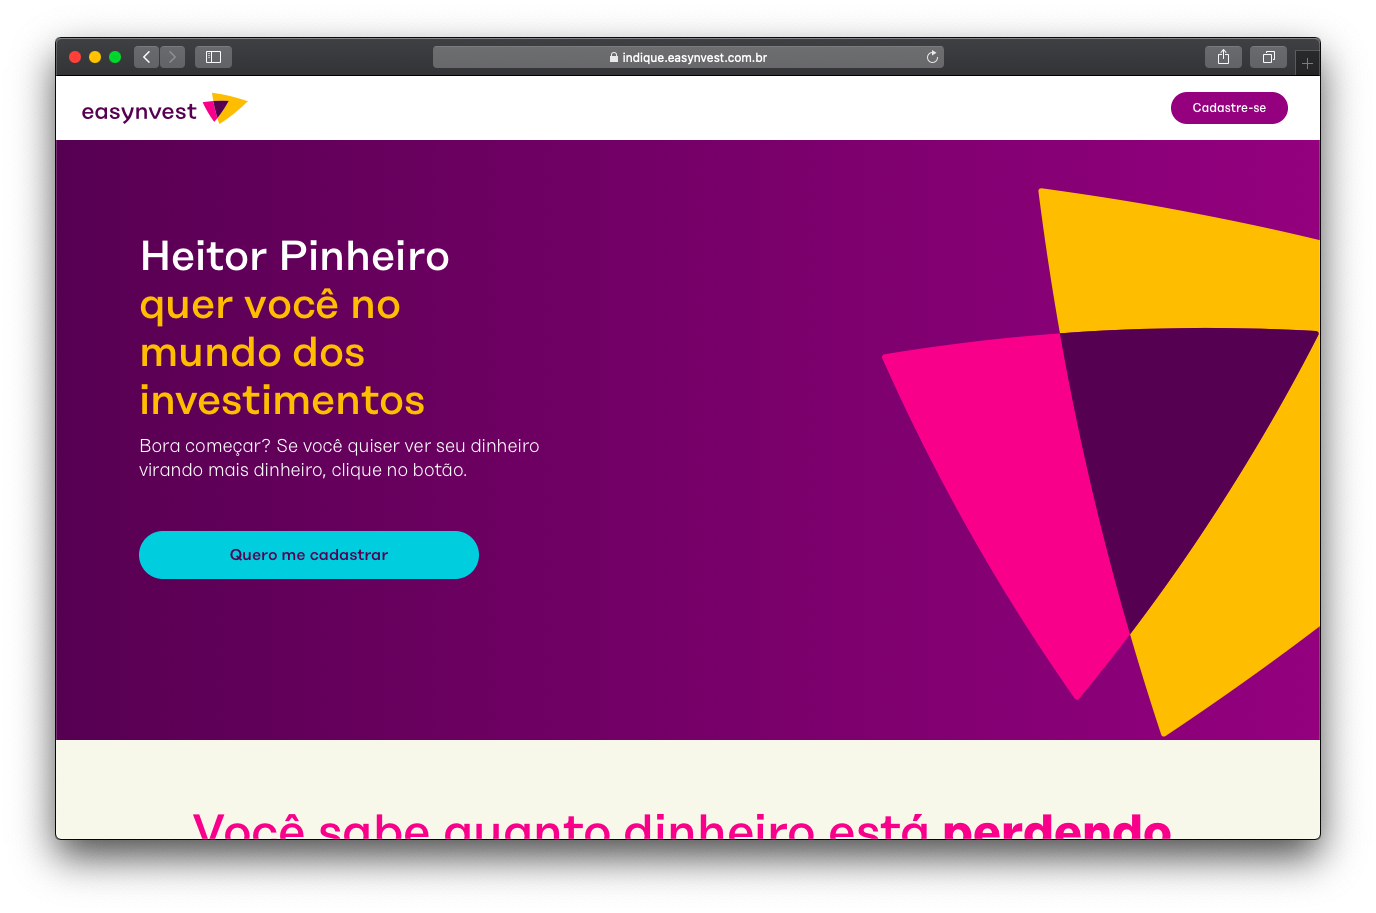 indique.easynvest.com.br
easynvest
Cadastre-se
Heitor Pinheiro
quer você no
mundo dos
investimentos
Bora começar? Se você quiser ver seu dinheiro
virando mais dinheiro, clique no botão.
Quero me cadastrar
Você sabe quanto dinheiro está perdendo